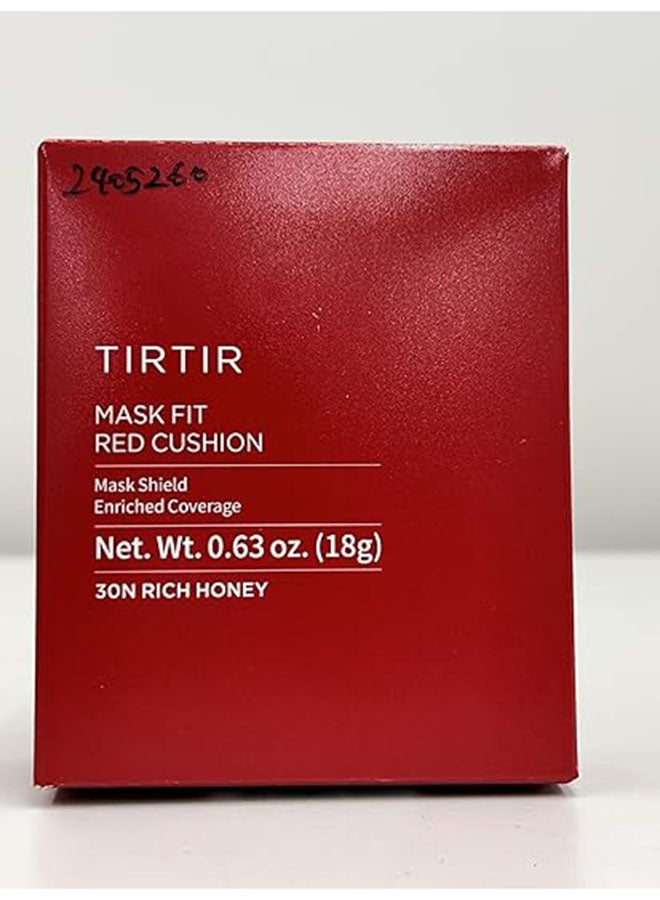 2405260
TIRTIR
MASK FIT
RED CUSHION
Mask Shield
Enriched Coverage
Net. Wt. 0.63 oz. (18g)
30N RICH HONEY